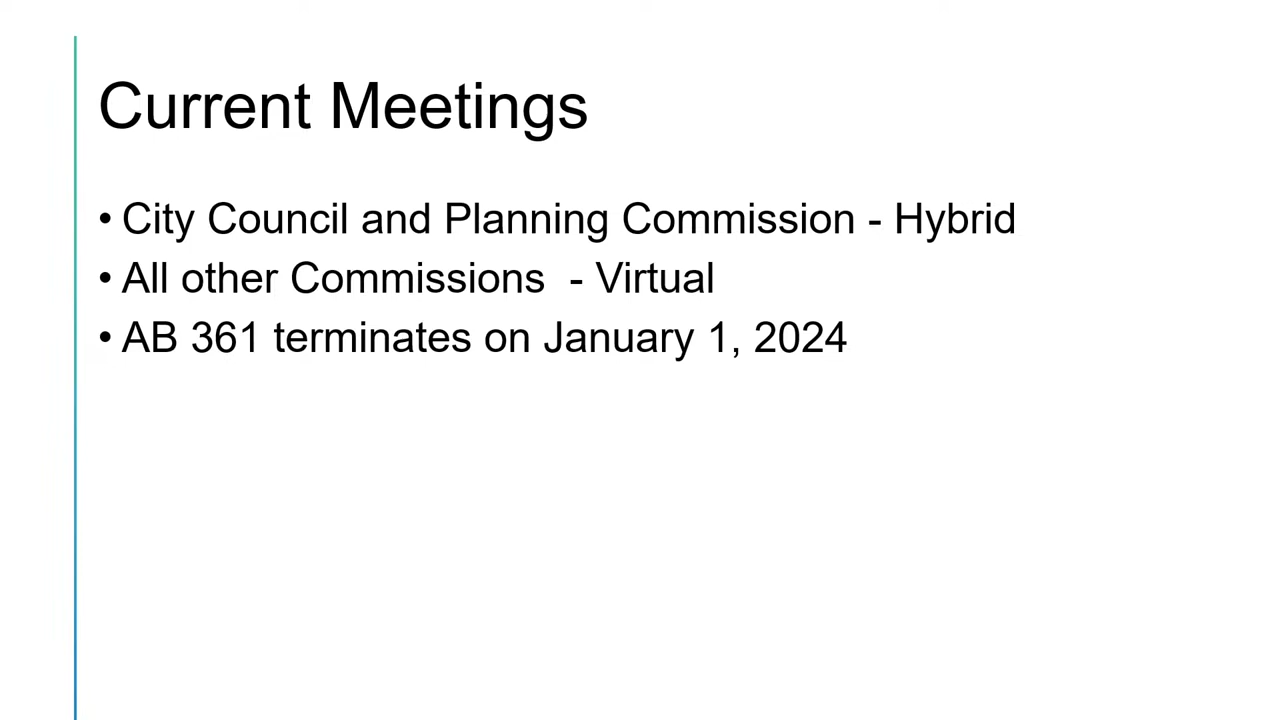 Current Meetings
• City Council and Planning Commission - Hybrid
• All other Commissions  - Virtual
• AB 361 terminates on January 1, 2024